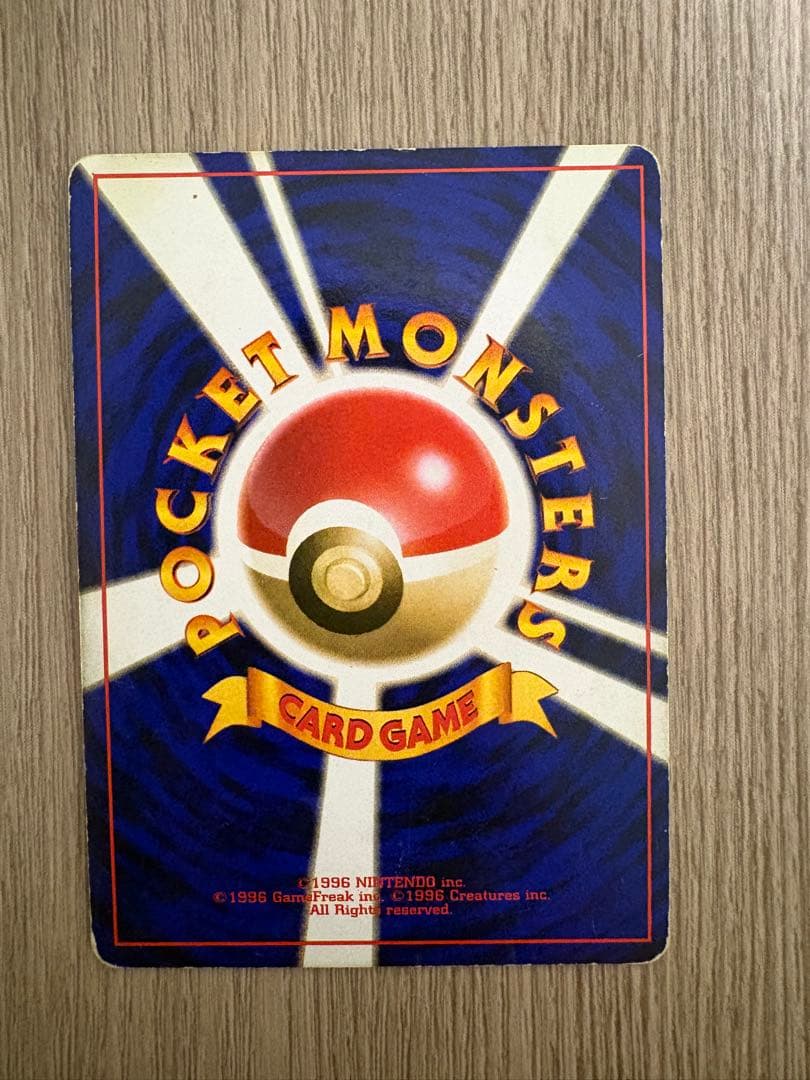 POCKET MONSTERS
CARD GAME
©1996 NINTENDO inc.
©1996 GameFreak inc. ©1996 Creatures inc.
All Rights reserved.